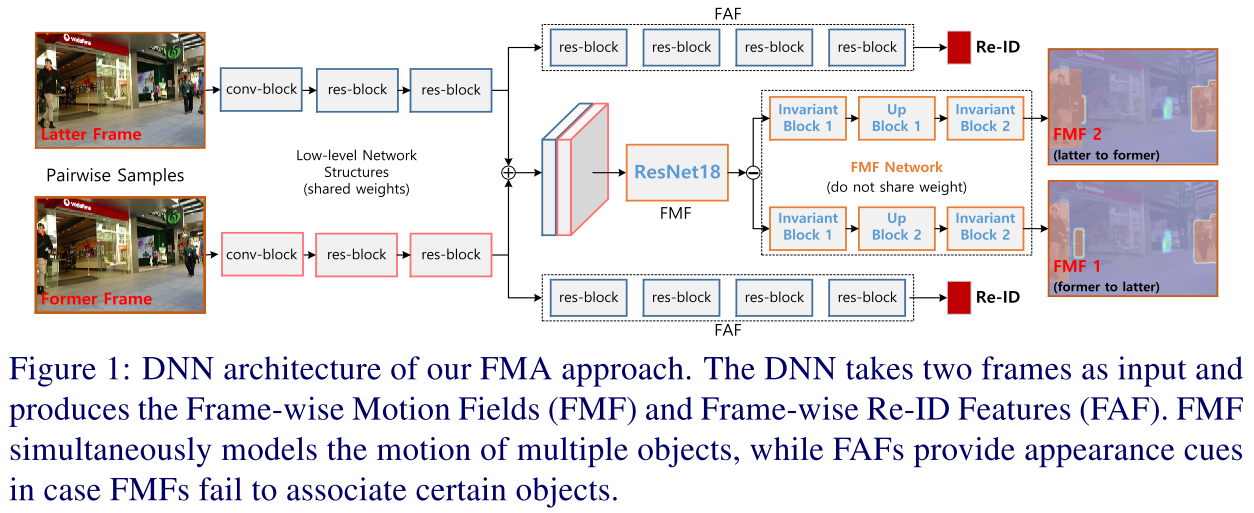 FAF
res-block res-block res-block res-block
Re-ID
Latter Frame
conv-block res-block res-block
Invariant Block 1
Up Block 1
Invariant Block 2
FMF 2
(latter to former)
Pairwise Samples
Low-level Network
Structures
(shared weights)
ResNet18
FMF
FMF Network
(do not share weight)
Former Frame
conv-block res-block res-block
Invariant Block 1
Up Block 2
Invariant Block 2
FMF 1
(former to latter)
res-block res-block res-block res-block
Re-ID
FAF
Figure 1: DNN architecture of our FMA approach. The DNN takes two frames as input and
produces the Frame-wise Motion Fields (FMF) and Frame-wise Re-ID Features (FAF). FMF
simultaneously models the motion of multiple objects, while FAFs provide appearance cues
in case FMFs fail to associate certain objects.